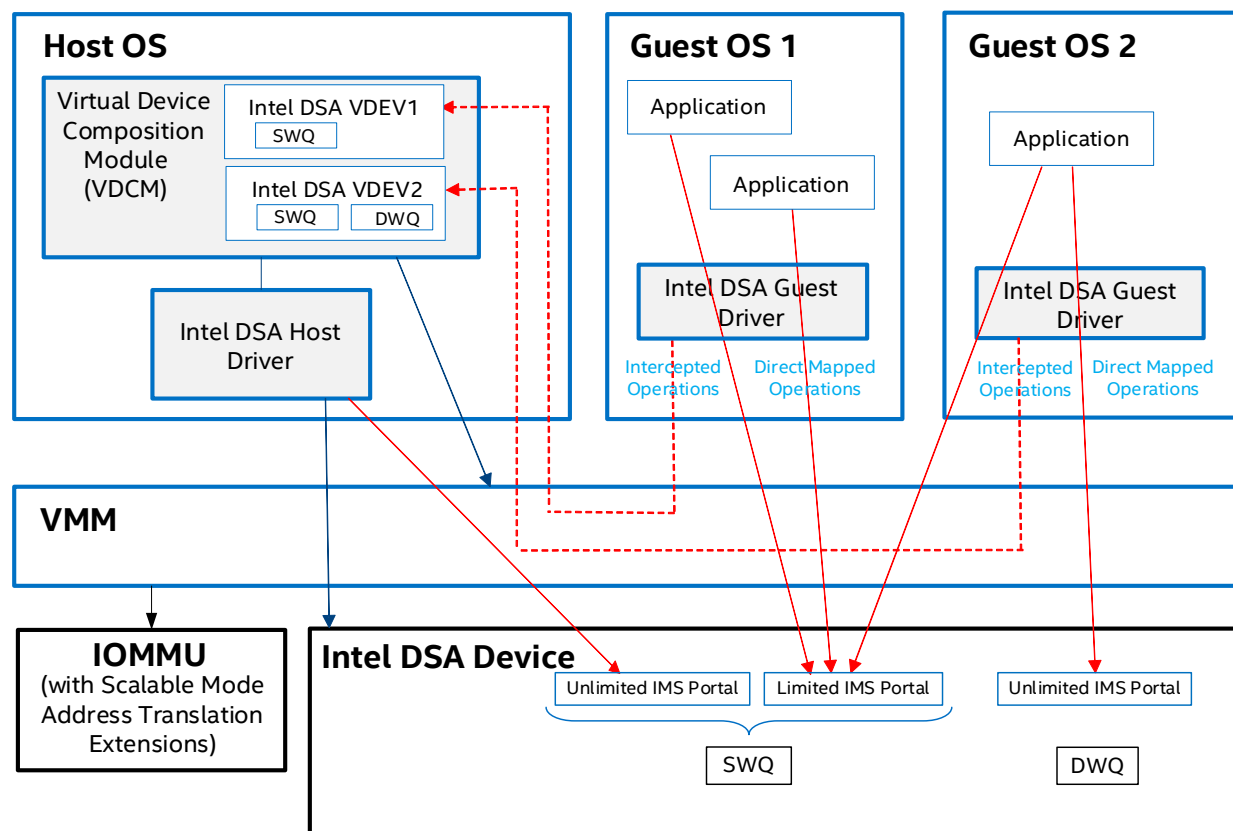 Host OS
Virtual Device
Composition
Module
(VDCM)
Intel DSA VDEV1
SWQ
Intel DSA VDEV2
SWQ
DWQ
Intel DSA Host
Driver
Guest OS 1
Application
Application
Intel DSA Guest
Driver
Intercepted
Operations
Direct Mapped
Operations
Guest OS 2
Application
Intel DSA Guest
Driver
Intercepted
Operations
Direct Mapped
Operations
VMM
IOMMU
(with Scalable Mode
Address Translation
Extensions)
Intel DSA Device
Unlimited IMS Portal
Limited IMS Portal
Unlimited IMS Portal
SWQ
DWQ